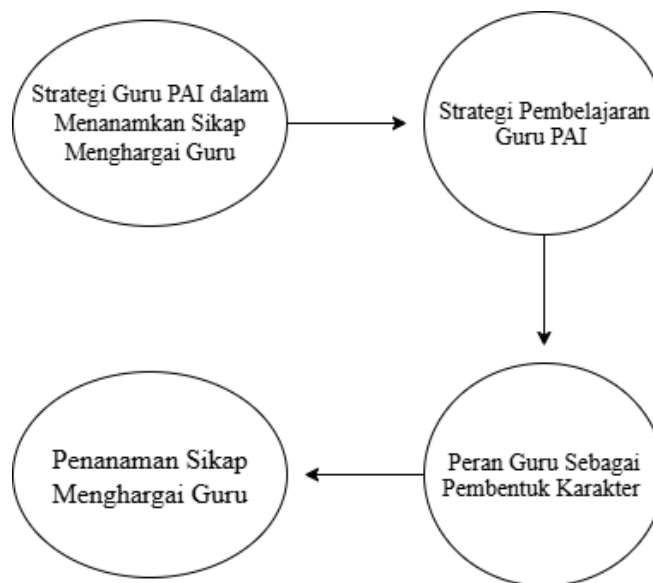 Strategi Guru PAI dalam
Menanamkan Sikap
Menghargai Guru
Strategi Pembelajaran
Guru PAI
Peran Guru Sebagai
Pembentuk Karakter
Penanaman Sikap
Menghargai Guru